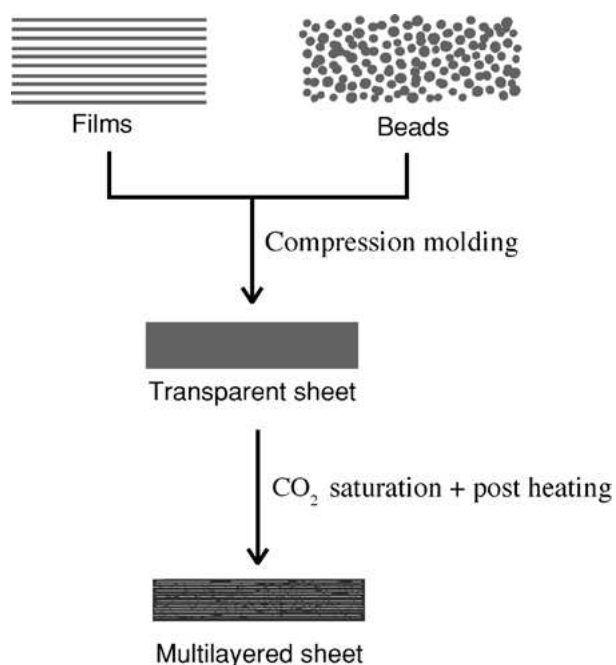 Films
Beads
Compression molding
Transparent sheet
CO₂ saturation + post heating
Multilayered sheet